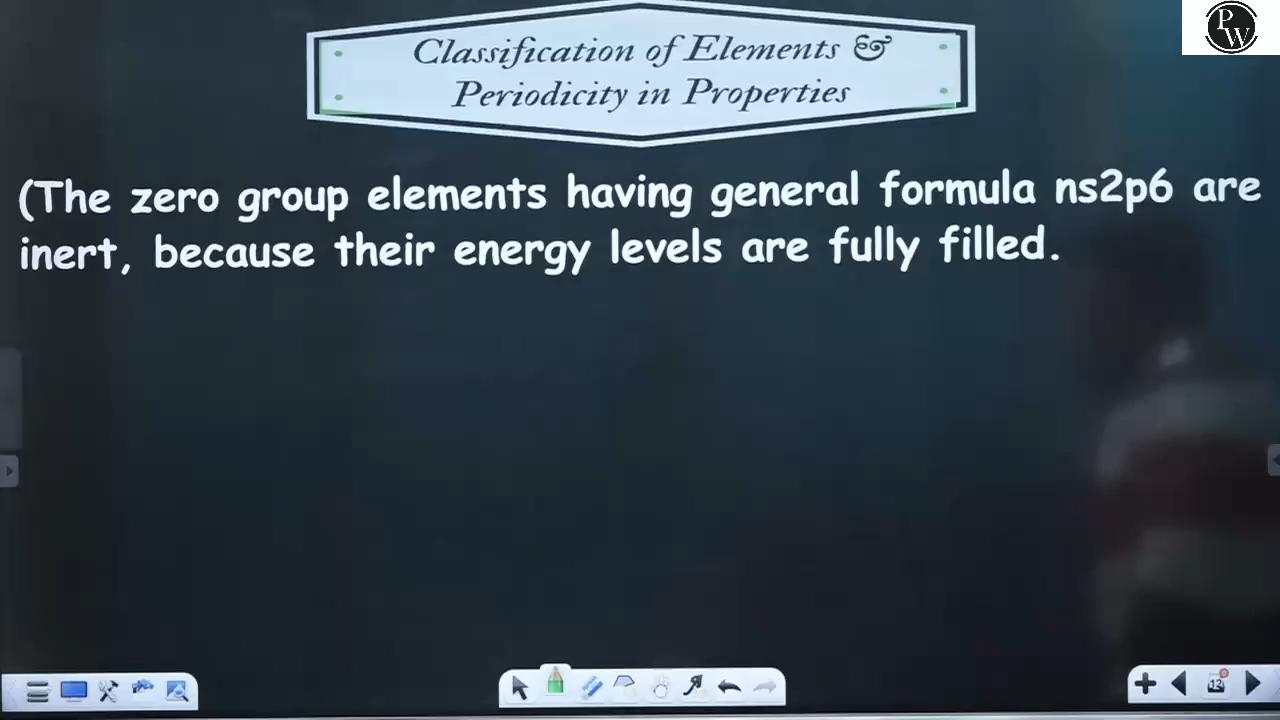 Classification of Elements &
Periodicity in Properties
PW
(The zero group elements having general formula ns2p6 are
inert, because their energy levels are fully filled.
12